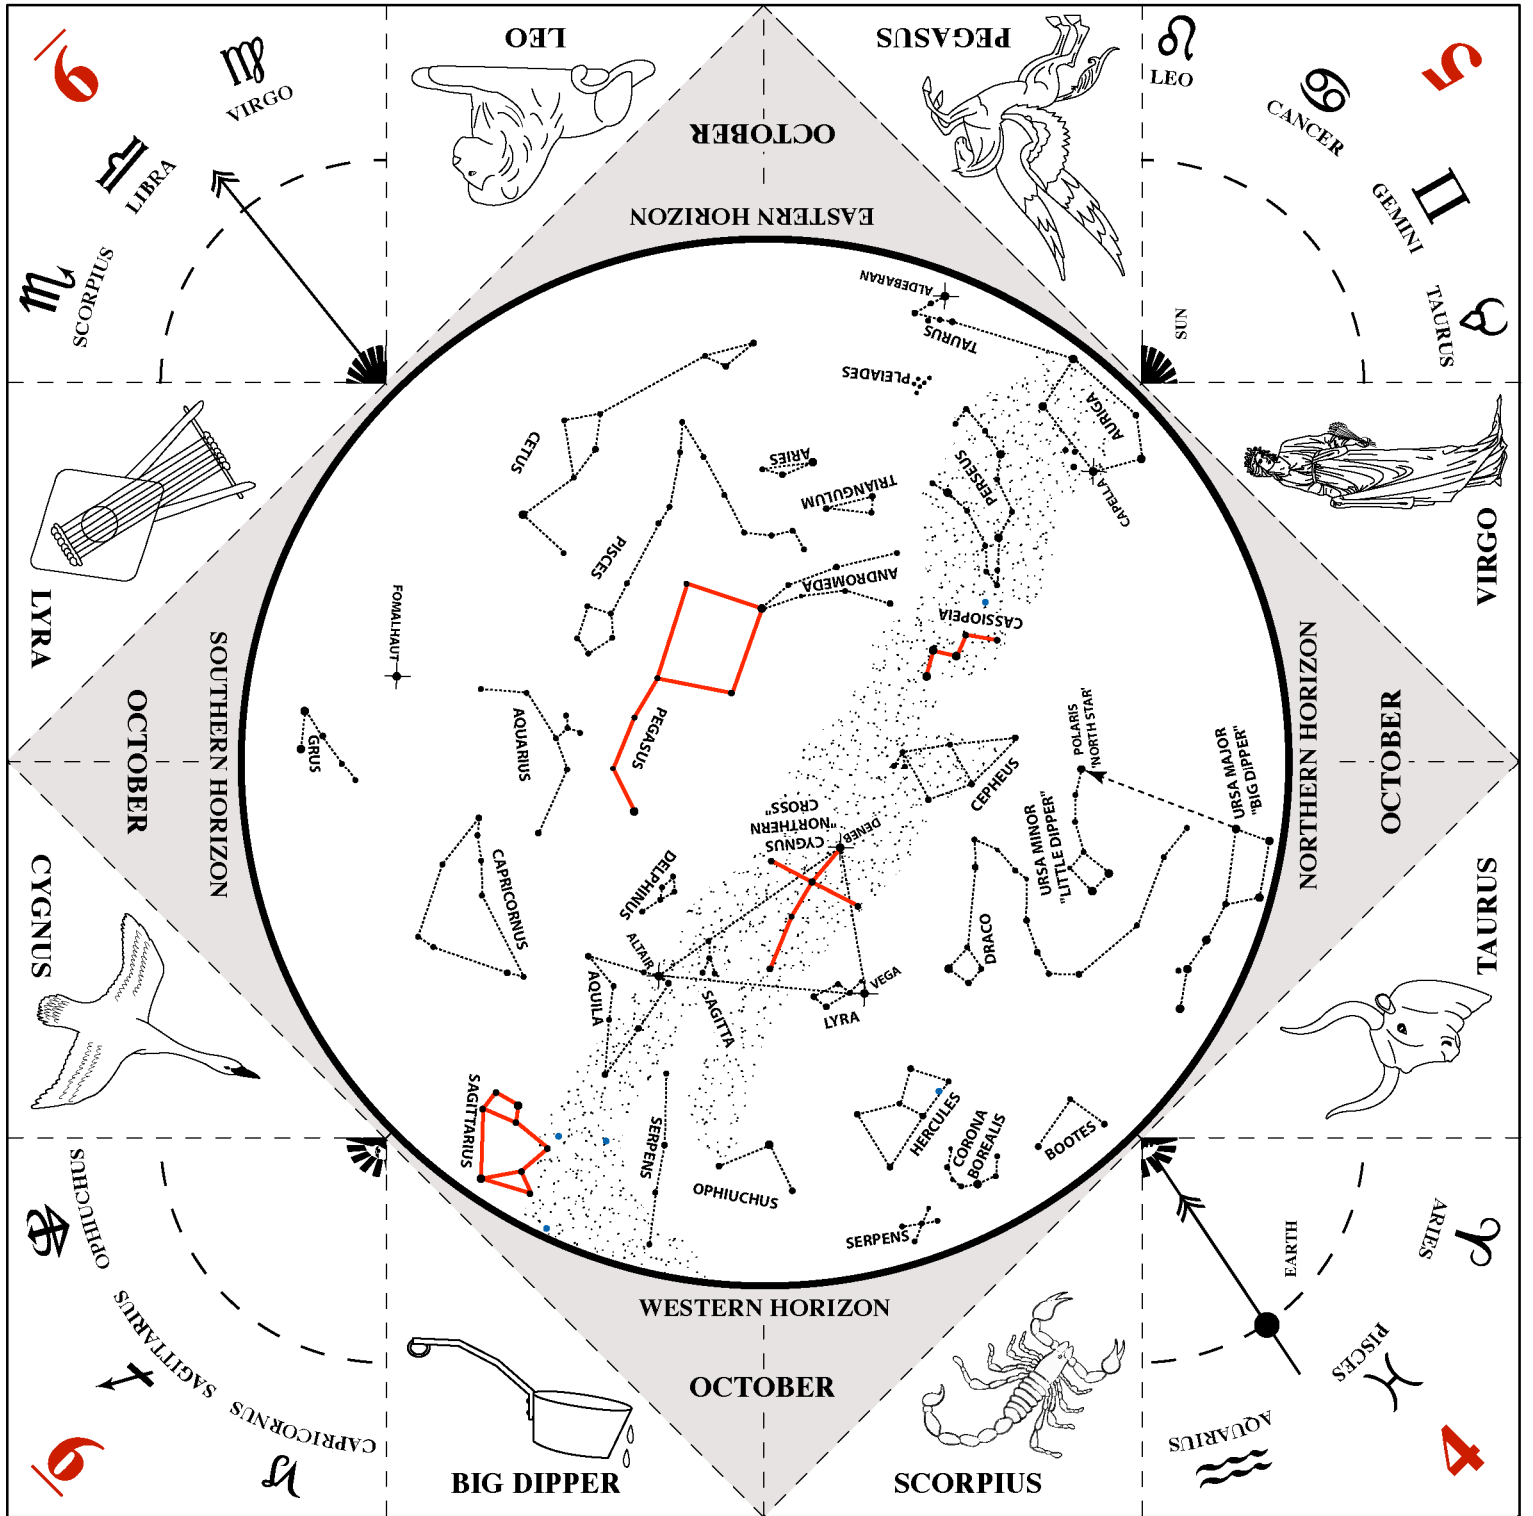 9
VIRGO
LIBRA
SCORPIUS
LEO
PEGASUS
LEO
CANCER
GEMINI
TAURUS
5
SUN
OCTOBER
EASTERN HORIZON
LYRA
OCTOBER
SOUTHERN HORIZON
CYGNUS
VIRGO
NORTHERN HORIZON
OCTOBER
TAURUS
ALDEBARAN
TAURUS
PLEIADES
AURIGA
CAPELLA
PERSEUS
CETUS
ARIES
TRIANGULUM
PISCES
ANDROMEDA
CASSIOPEIA
FOMALHAUT
GRUS
AQUARIUS
PEGASUS
CEPHEUS
POLARIS
'NORTH STAR'
URSA MAJOR
"BIG DIPPER"
URSA MINOR
"LITTLE DIPPER"
CYGNUS
"NORTHERN
CROSS"
DENEB
CAPRICORNUS
DELPHINUS
ALTAIR
AQUILA
SAGITTA
LYRA
VEGA
DRACO
SAGITTARIUS
SERPENS
OPHIUCHUS
HERCULES
CORONA
BOREALIS
BOOTES
SERPENS
WESTERN HORIZON
OCTOBER
BIG DIPPER
SCORPIUS
OPHIUCHUS
SAGITTARIUS
CAPRICORNUS
6
EARTH
ARIES
PISCES
AQUARIUS
4